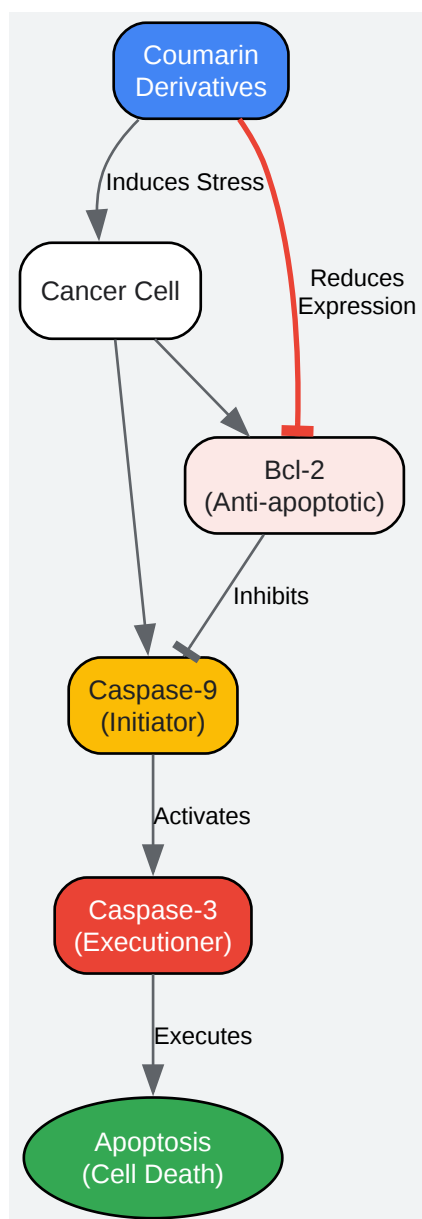 Coumarin
Derivatives
Induces Stress
Reduces
Expression
Cancer Cell
Bcl-2
(Anti-apoptotic)
Inhibits
Caspase-9
(Initiator)
Activates
Caspase-3
(Executioner)
Executes
Apoptosis
(Cell Death)